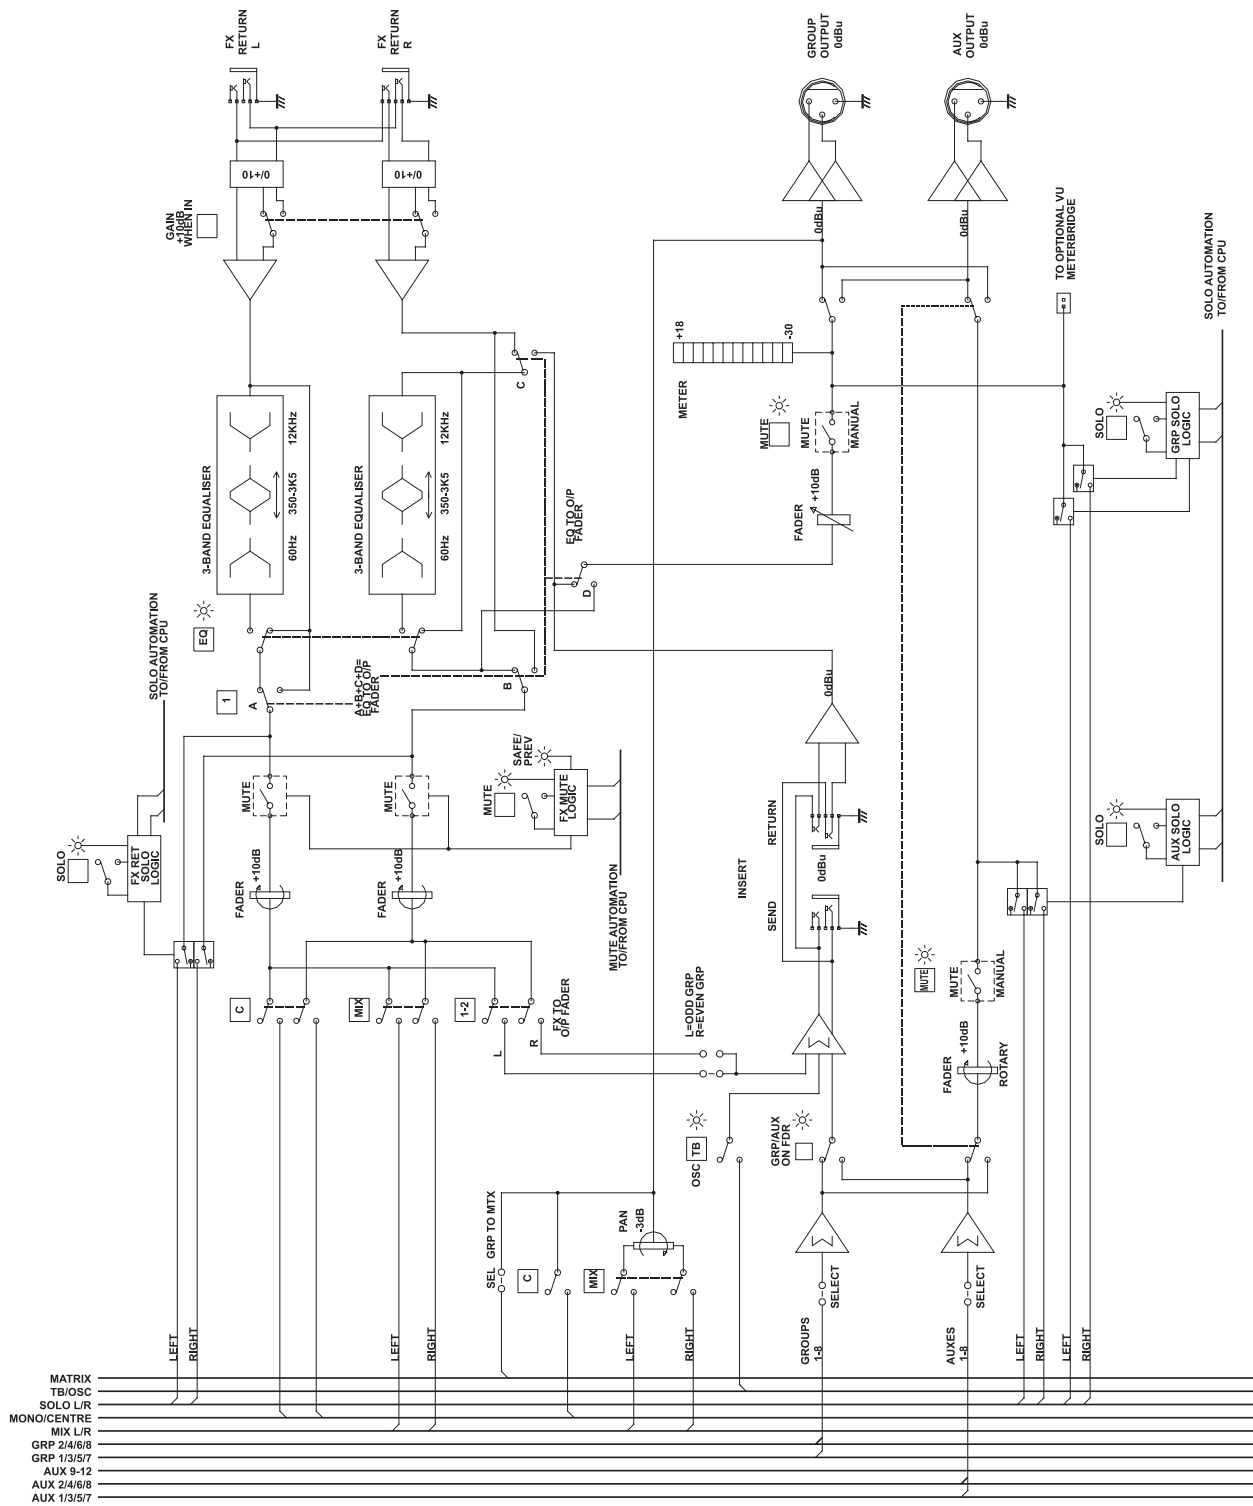 FX
RETURN
L
FX
RETURN
R
GROUP
OUTPUT
0dBu
AUX
OUTPUT
0dBu
0/+10
0/+10
GAIN
+10dB
WHEN IN
0dBu
0dBu
TO OPTIONAL VU
METERBRIDGE
SOLO AUTOMATION
TO/FROM CPU
+18
-30
METER
C
3-BAND EQUALISER
60Hz
350-3K5
12KHz
3-BAND EQUALISER
60Hz
350-3K5
12KHz
MUTE
MUTE
MANUAL
SOLO
GRP SOLO
LOGIC
FADER
+10dB
EQ TO O/P
FADER
D
SOLO AUTOMATION
TO/FROM CPU
EQ
1
A
A+B+C+D=
EQ TO O/P
FADER
B
0dBu
MUTE
MUTE
SAFE/
PREV
MUTE
FX MUTE
LOGIC
SOLO
FX RET
SOLO
LOGIC
FADER
+10dB
FADER
+10dB
MUTE AUTOMATION
TO/FROM CPU
INSERT
RETURN
0dBu
SEND
SOLO
AUX SOLO
LOGIC
C
MIX
1-2
FX TO
O/P FADER
L
R
L=ODD GRP
R=EVEN GRP
MUTE
MUTE
MANUAL
FADER
+10dB
ROTARY
OSC
TB
GRP/AUX
ON FDR
SEL
GRP TO MTX
C
PAN
-3dB
MIX
SELECT
SELECT
LEFT
RIGHT
LEFT
RIGHT
LEFT
RIGHT
GROUPS
1-8
AUXES
1-8
LEFT
RIGHT
LEFT
RIGHT
MATRIX
TB/OSC
SOLO L/R
MONO/CENTRE
MIX L/R
GRP 2/4/6/8
GRP 1/3/5/7
AUX 9-12
AUX 2/4/6/8
AUX 1/3/5/7